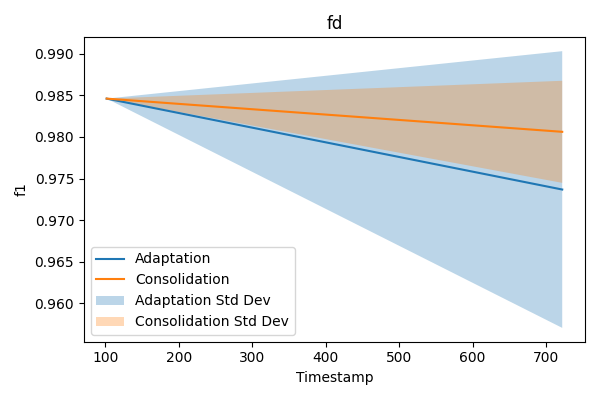 fd
0.990
0.985
0.980
0.975
0.970
0.965
0.960
f1
Adaptation
Consolidation
Adaptation Std Dev
Consolidation Std Dev
100 200 300 400 500 600 700
Timestamp